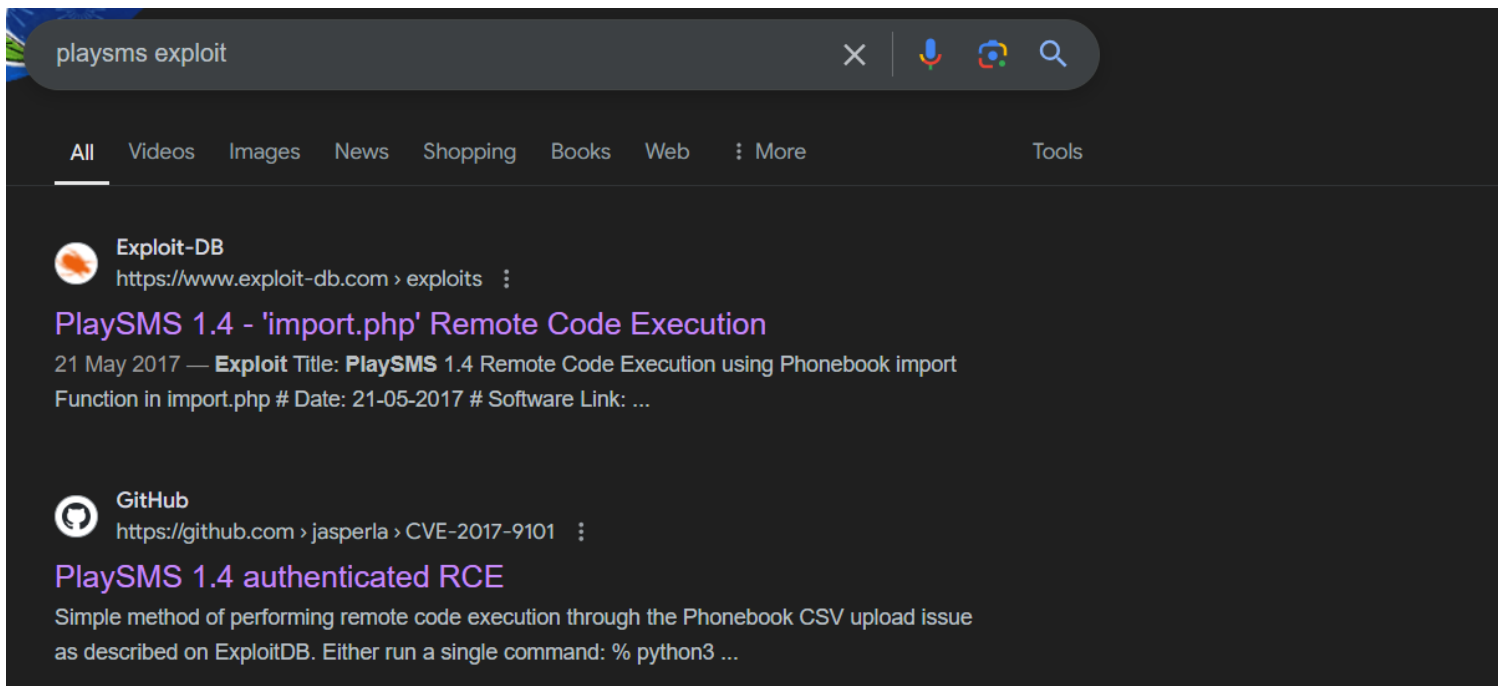 playsms exploit
All Videos Images News Shopping Books Web More Tools
Exploit-DB
https://www.exploit-db.com › exploits
PlaySMS 1.4 - 'import.php' Remote Code Execution
21 May 2017 — Exploit Title: PlaySMS 1.4 Remote Code Execution using Phonebook import
Function in import.php # Date: 21-05-2017 # Software Link: ...
GitHub
https://github.com › jasperla › CVE-2017-9101
PlaySMS 1.4 authenticated RCE
Simple method of performing remote code execution through the Phonebook CSV upload issue
as described on ExploitDB. Either run a single command: % python3 ...